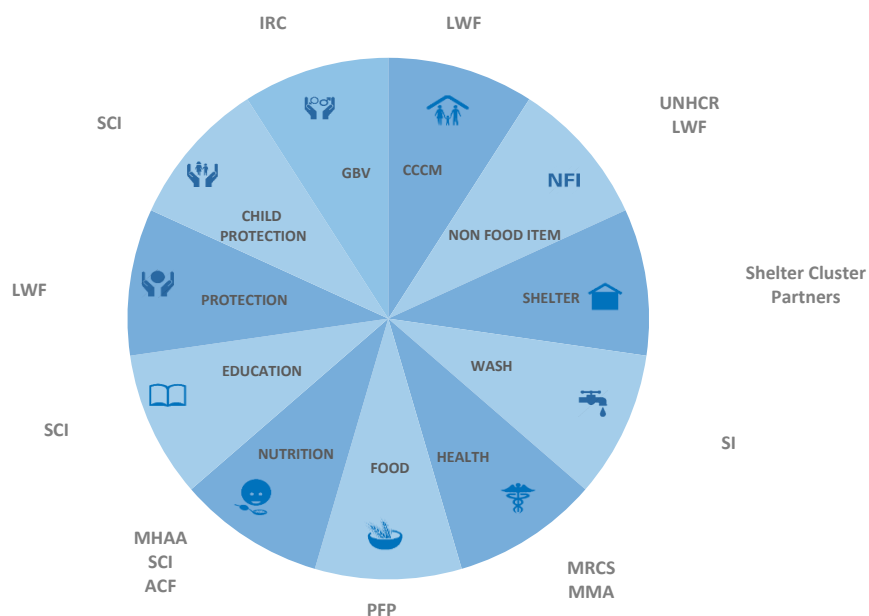 IRC
LWF
SCI
UNHCR
LWF
NFI
GBV
CCCM
CHILD
PROTECTION
NON FOOD ITEM
LWF
PROTECTION
SHELTER
Shelter Cluster
Partners
EDUCATION
WASH
SCI
SI
NUTRITION
FOOD
HEALTH
MHAA
SCI
ACF
MRCS
MMA
PFP